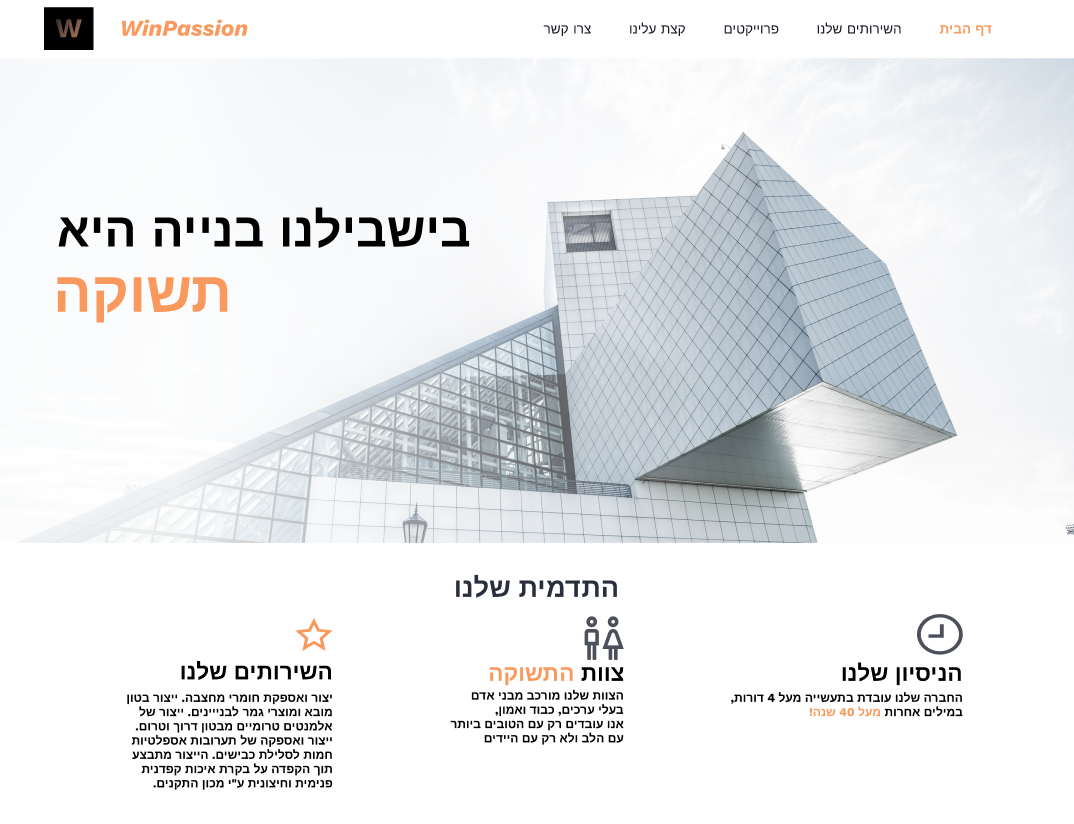 W
WinPassion
דף הבית
השירותים שלנו
פרוייקטים
קצת עלינו
צרו קשר
בישבילנו בנייה היא
תשוקה
התדמית שלנו
הניסיון שלנו
החברה שלנו עובדת בתעשייה מעל 4 דורות,
במילים אחרות מעל 40 שנה!
צוות התשוקה
הצוות שלנו מורכב מבני אדם
בעלי ערכים, כבוד ואמון,
אנו עובדים רק עם הטובים ביותר
עם הלב ולא רק עם היידים
השירותים שלנו
יצור ואספקת חומרי מחצבה. ייצור בטון
מובא ומוצרי גמר לבניייניים. ייצור של
אלמנטים טרומיים מבטון דרוך וטרום.
ייצור ואספקה של תערובות אספלטיות
חמות לסלילת כבישים. הייצור מתבצע
תוך הקפדה על בקרת איכות קפדנית
פנימית וחיצונית ע"י מכון התקנים.